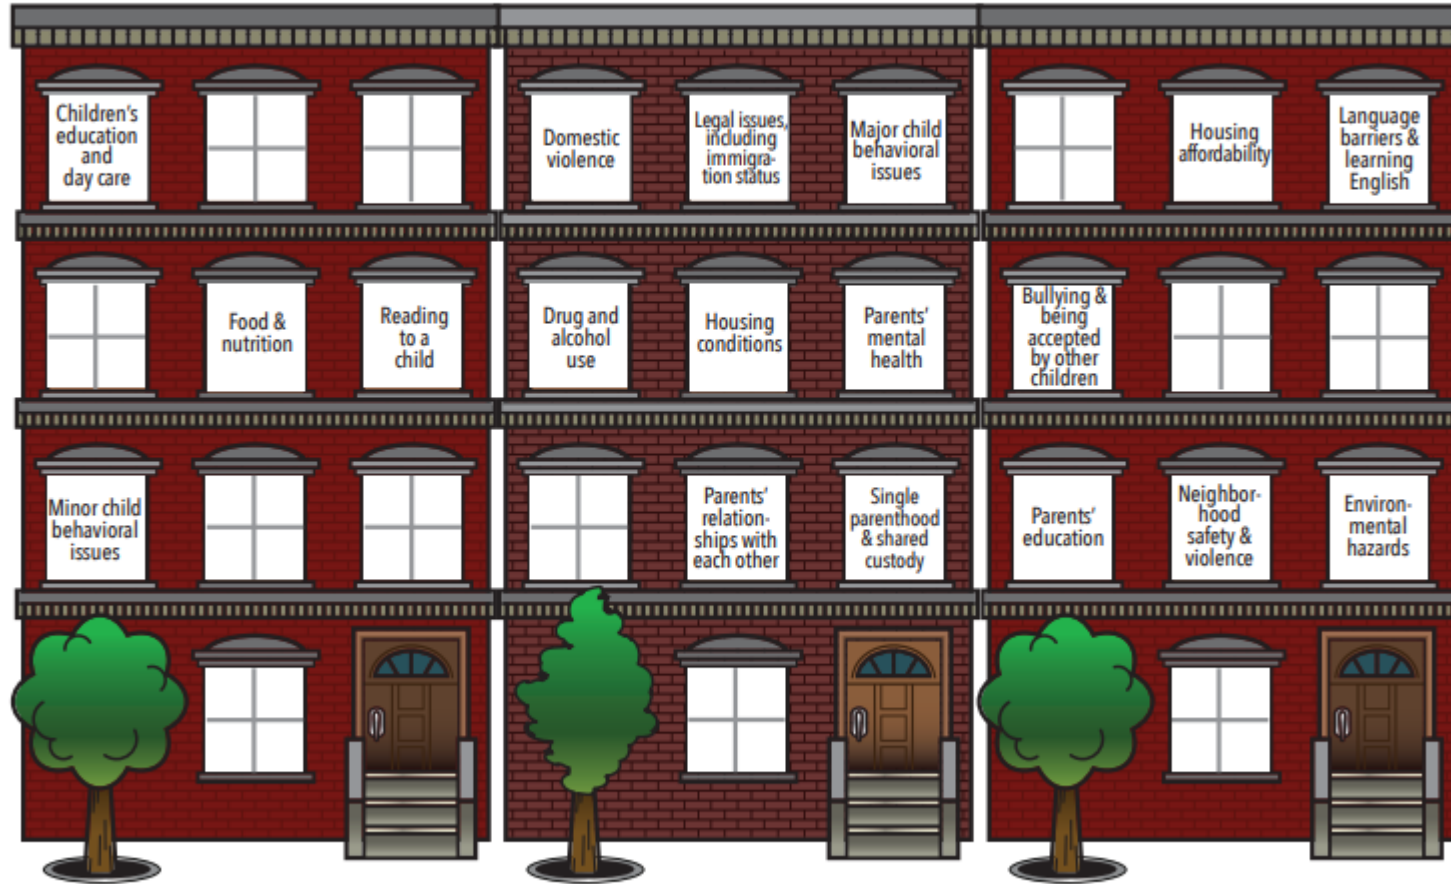 Children's
education
and
day care
Domestic
violence
Legal issues,
including
immigra-
tion status
Major child
behavioral
issues
Housing
affordability
Language
barriers &
learning
English
Food &
nutrition
Reading
to a
child
Drug and
alcohol
use
Housing
conditions
Parents'
mental
health
Bullying &
being
accepted
by other
children
Minor child
behavioral
issues
Parents'
relation-
ships with
each other
Single
parenthood
& shared
custody
Parents'
education
Neighbor-
hood
safety &
violence
Environ-
mental
hazards